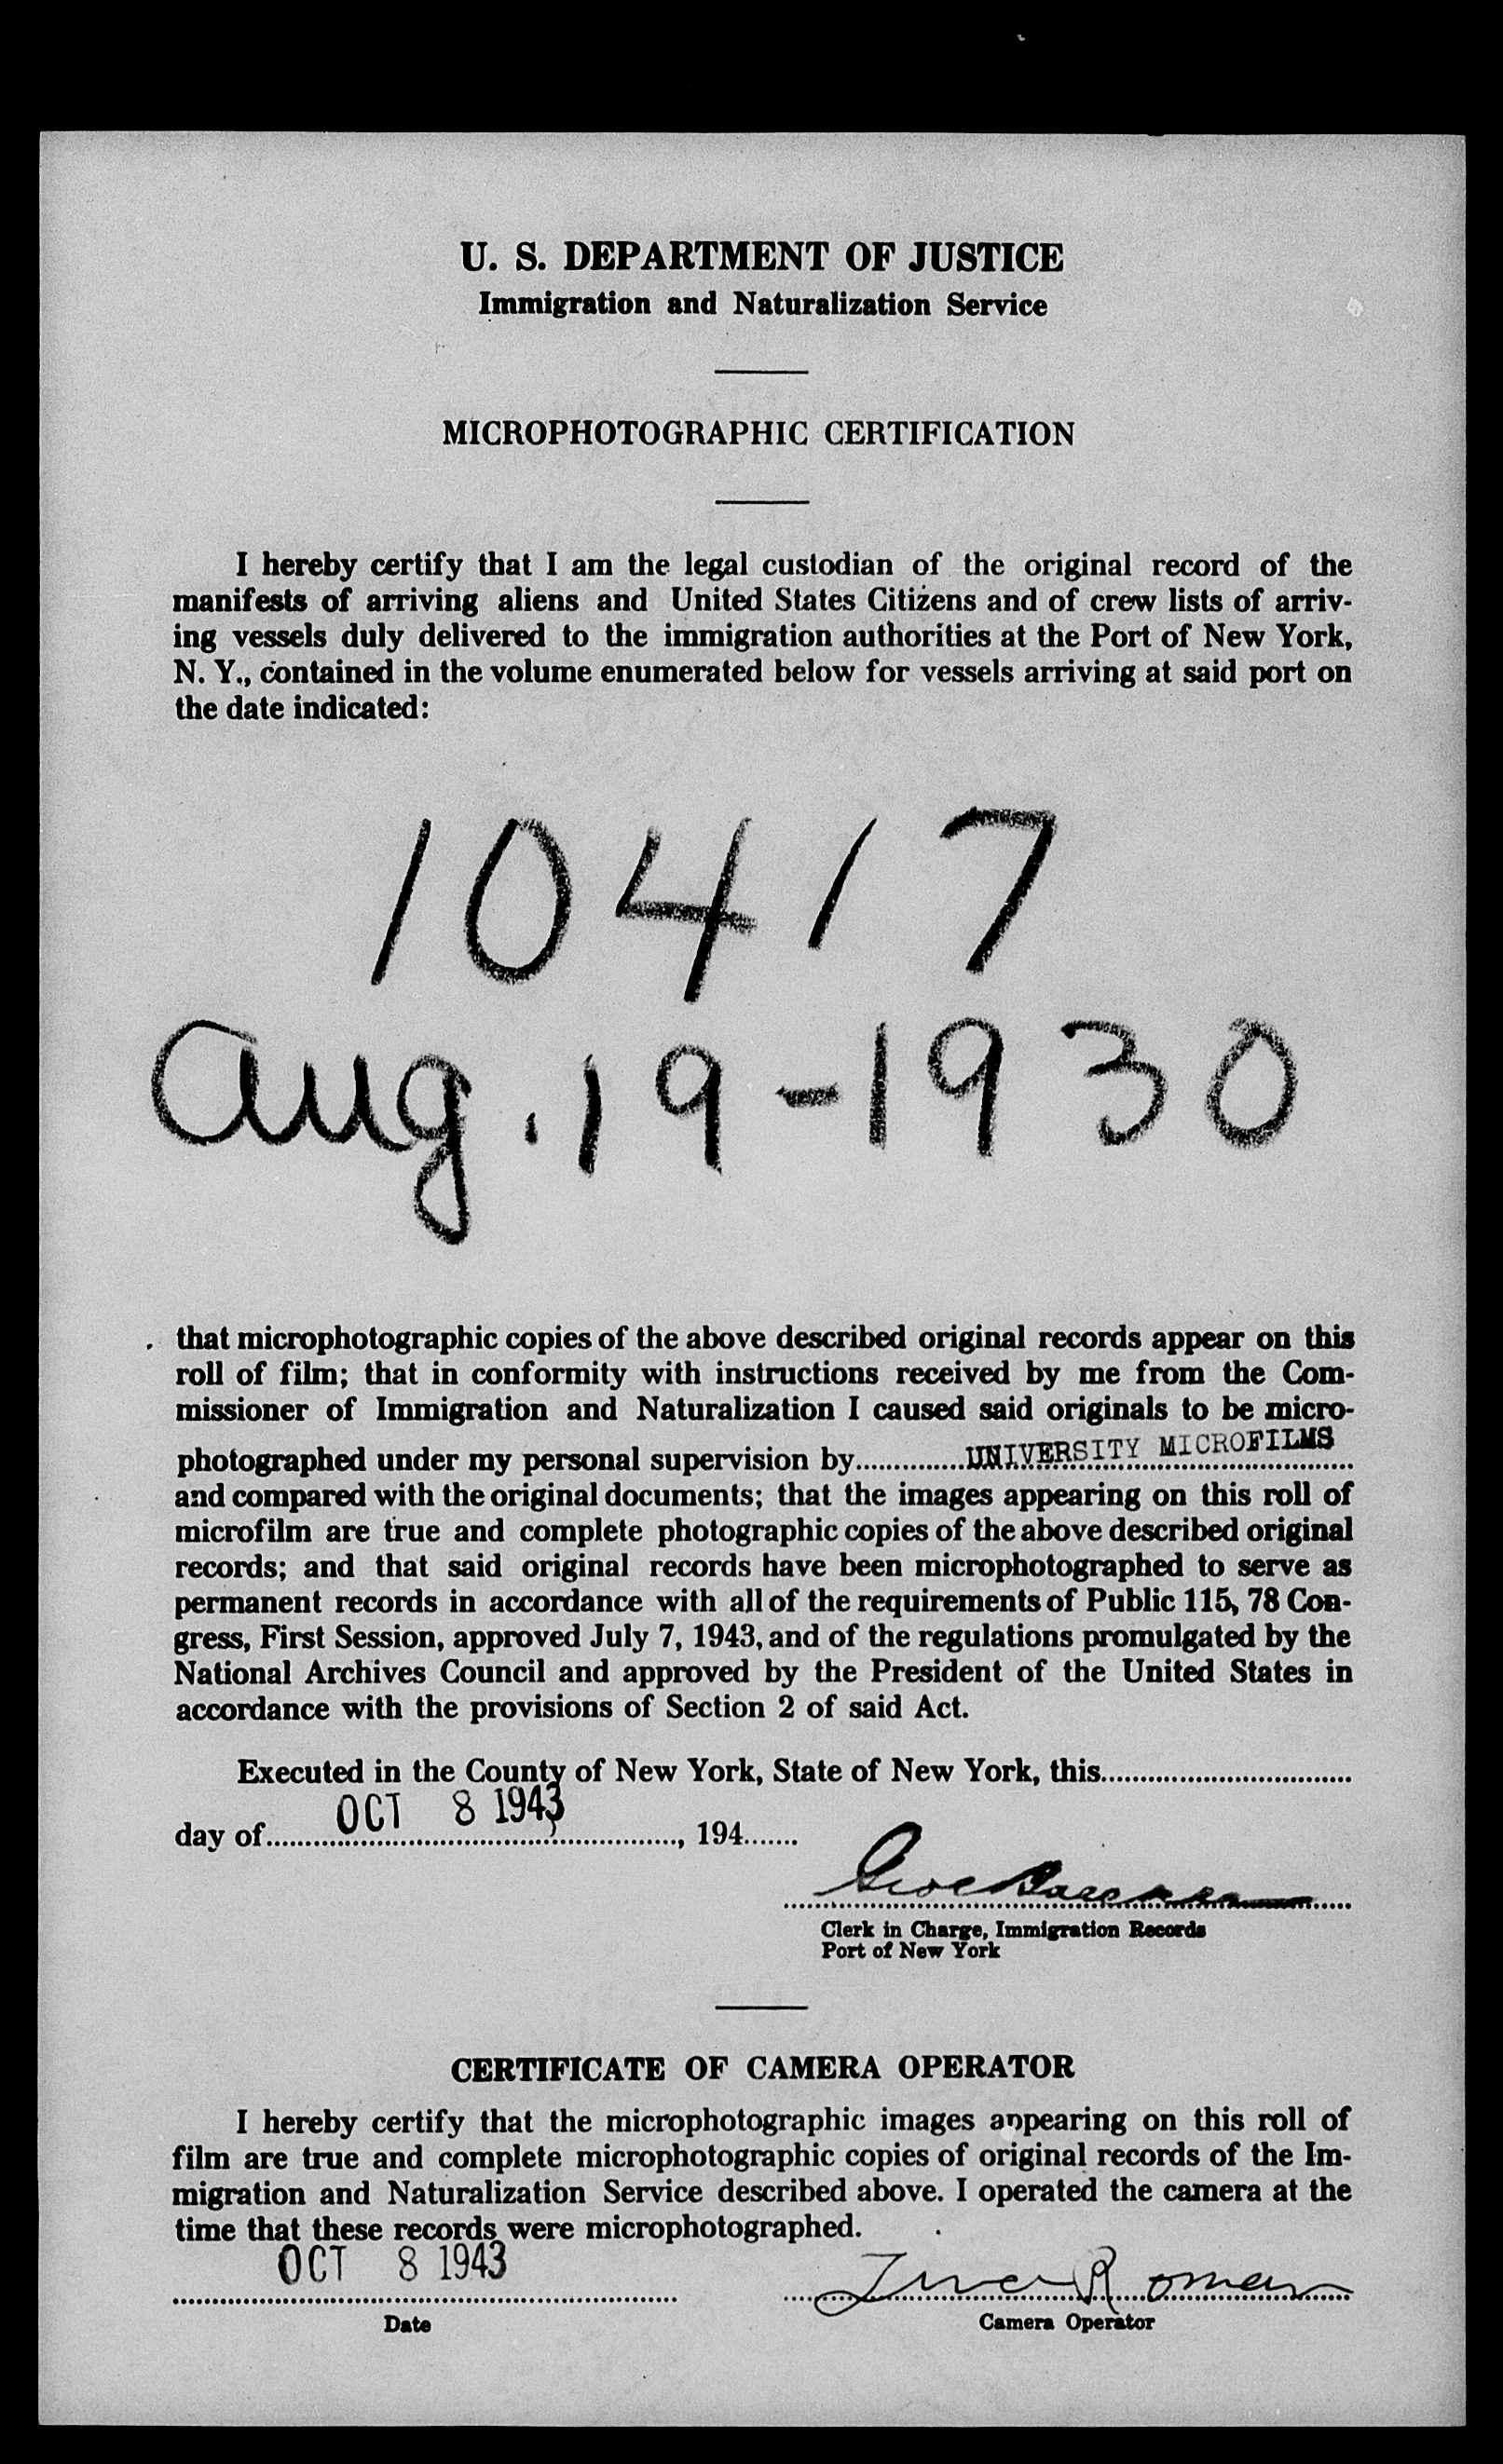 U. S. DEPARTMENT OF JUSTICE
Immigration and Naturalization Service
MICROPHOTOGRAPHIC CERTIFICATION
I hereby certify that I am the legal custodian of the original record of the
manifests of arriving aliens and United States Citizens and of crew lists of arriv-
ing vessels duly delivered to the immigration authorities at the Port of New York,
N. Y., contained in the volume enumerated below for vessels arriving at said port on
the date indicated:
10417
Aug. 19-1930
that microphotographic copies of the above described original records appear on this
roll of film; that in conformity with instructions received by me from the Com-
missioner of Immigration and Naturalization I caused said originals to be micro-
photographed under my personal supervision by..............UNIVERSITY MICROFILMS
and compared with the original documents; that the images appearing on this roll of
microfilm are true and complete photographic copies of the above described original
records; and that said original records have been microphotographed to serve as
permanent records in accordance with all of the requirements of Public 115, 78 Con-
gress, First Session, approved July 7, 1943, and of the regulations promulgated by the
National Archives Council and approved by the President of the United States in
accordance with the provisions of Section 2 of said Act.
Executed in the County of New York, State of New York, this................................
day of.......... OCT 8 1943 ..............., 194.......
Clerk in Charge, Immigration Records
Port of New York
CERTIFICATE OF CAMERA OPERATOR
I hereby certify that the microphotographic images appearing on this roll of
film are true and complete microphotographic copies of original records of the Im-
migration and Naturalization Service described above. I operated the camera at the
time that these records were microphotographed.
OCT 8 1943
Date
Camera Operator